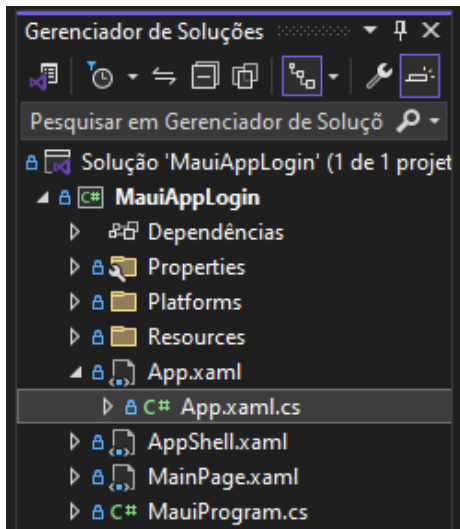 Gerenciador de Soluções
Pesquisar em Gerenciador de Soluçõ
Solução 'MauiAppLogin' (1 de 1 projet
C# MauiAppLogin
Dependências
Properties
Platforms
Resources
App.xaml
C# App.xaml.cs
AppShell.xaml
MainPage.xaml
C# MauiProgram.cs